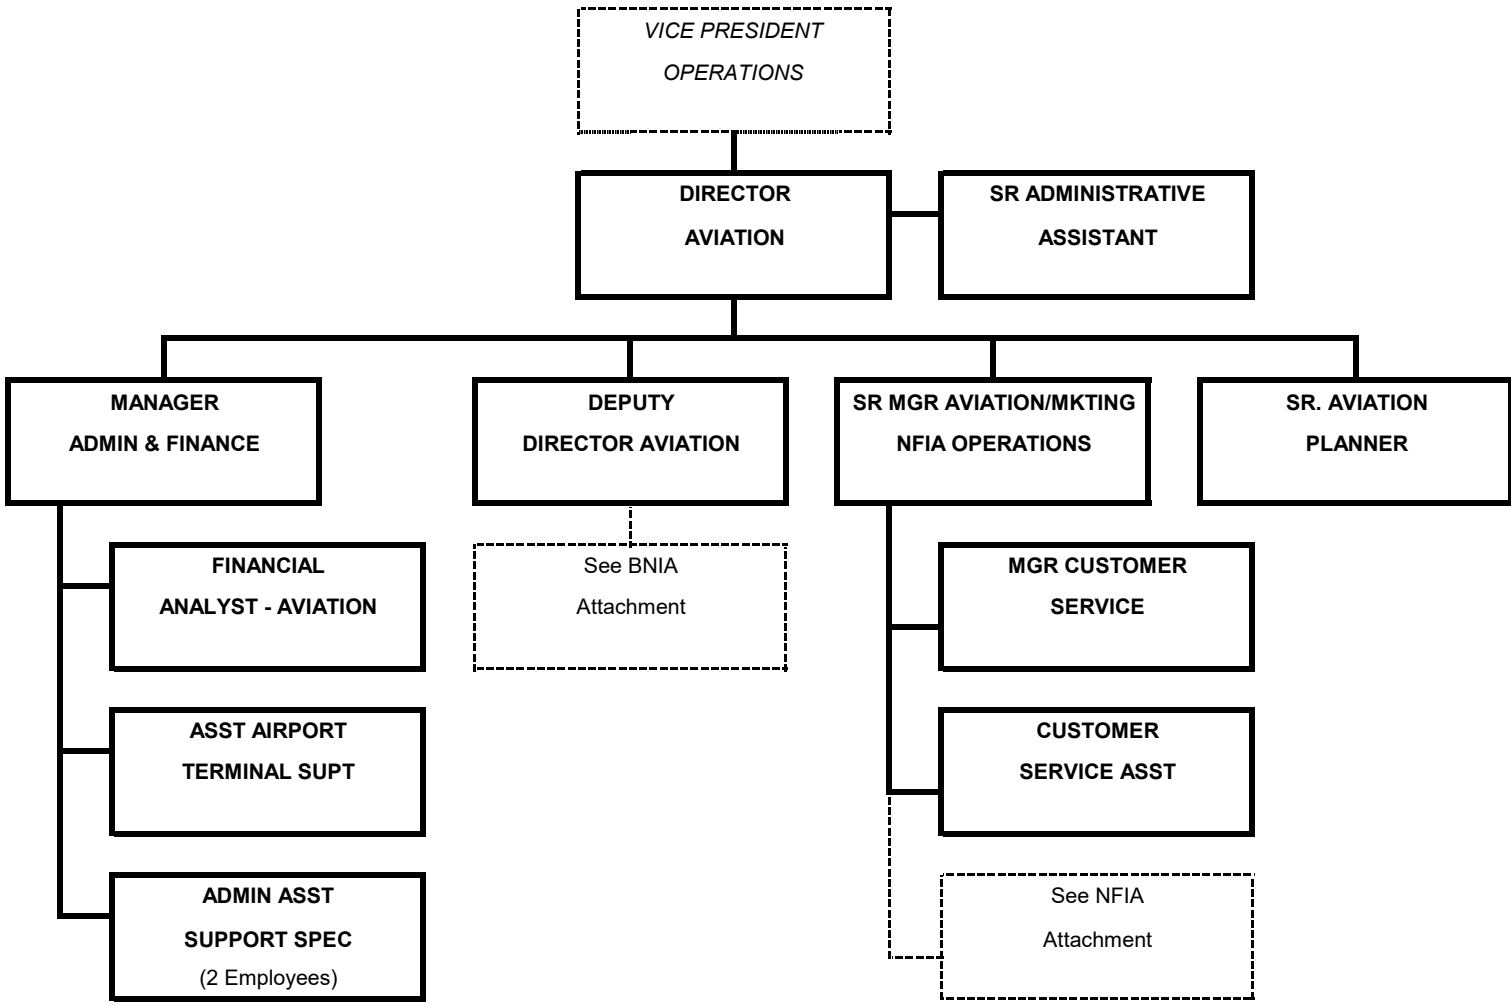 VICE PRESIDENT
OPERATIONS
DIRECTOR
AVIATION
SR ADMINISTRATIVE
ASSISTANT
MANAGER
ADMIN & FINANCE
DEPUTY
DIRECTOR AVIATION
SR MGR AVIATION/MKTING
NFIA OPERATIONS
SR. AVIATION
PLANNER
FINANCIAL
ANALYST - AVIATION
See BNIA
Attachment
MGR CUSTOMER
SERVICE
ASST AIRPORT
TERMINAL SUPT
CUSTOMER
SERVICE ASST
ADMIN ASST
SUPPORT SPEC
(2 Employees)
See NFIA
Attachment